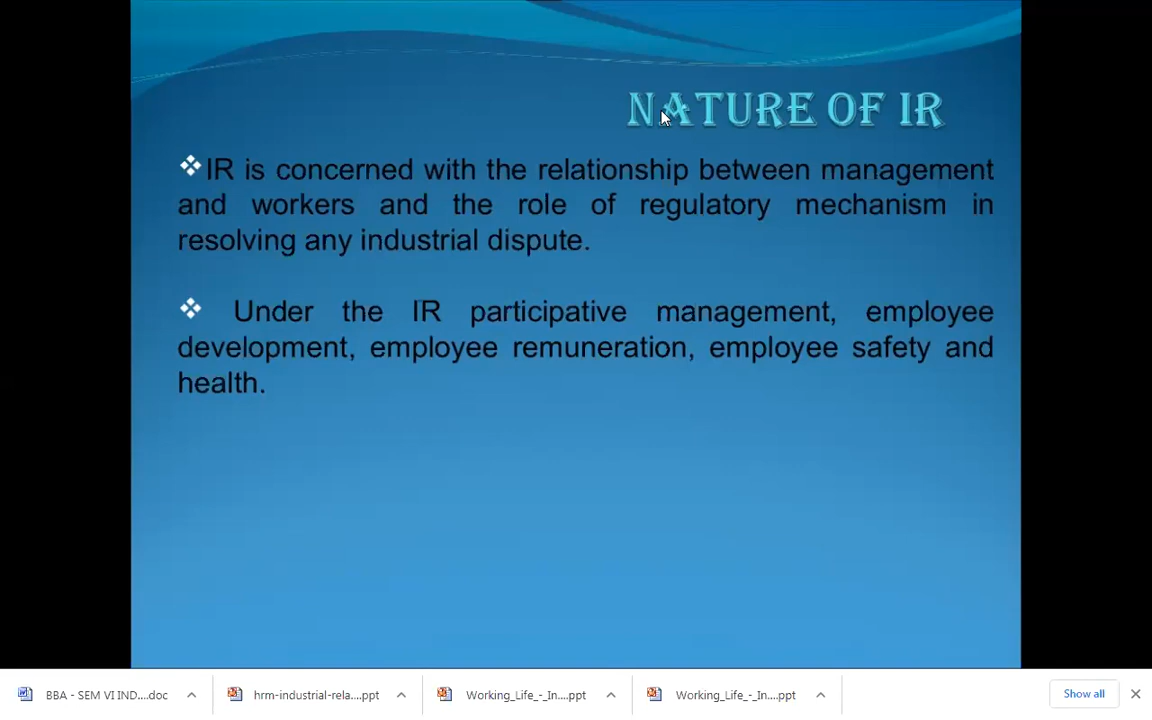 NATURE OF IR
IR is concerned with the relationship between management
and workers and the role of regulatory mechanism in
resolving any industrial dispute.
Under the IR participative management, employee
development, employee remuneration, employee safety and
health.
BBA - SEM VI IND....doc
hrm-industrial-rela....ppt
Working_Life_-_In....ppt
Working_Life_-_In....ppt
Show all